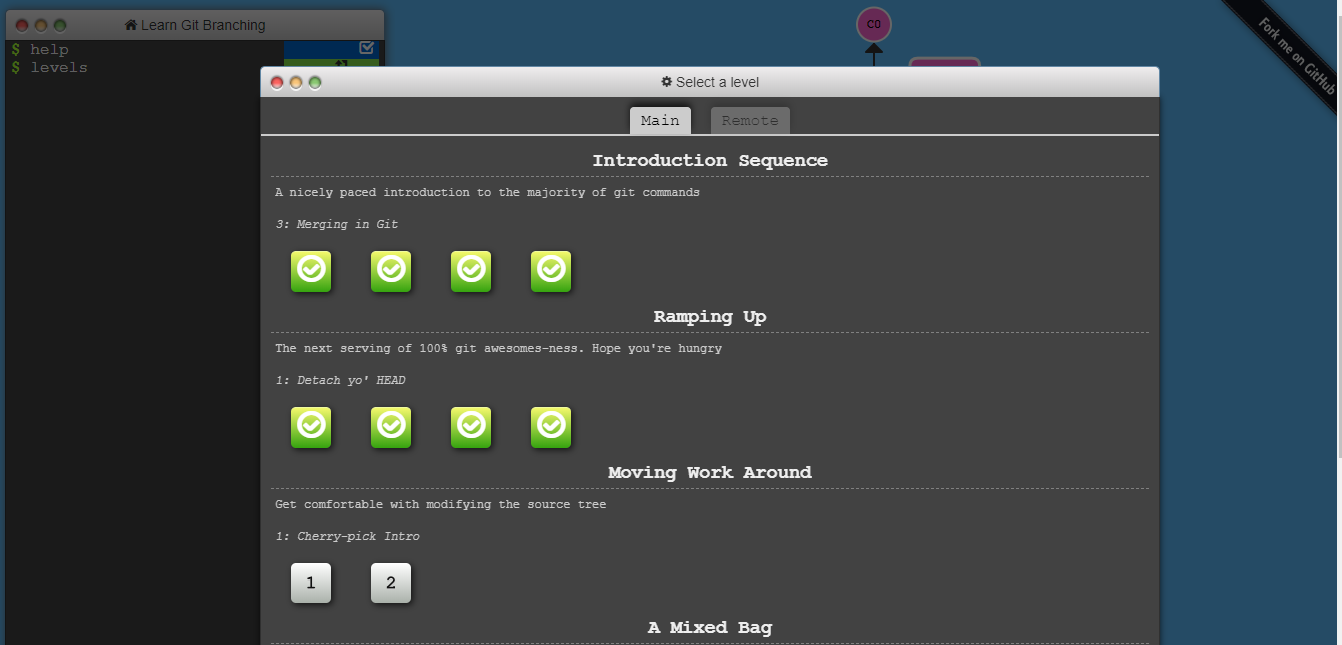 Learn Git Branching
$ help
$ levels
C0
Fork me on GitHub
Select a level
Main Remote
Introduction Sequence
A nicely paced introduction to the majority of git commands
3: Merging in Git
Ramping Up
The next serving of 100% git awesomes-ness. Hope you're hungry
1: Detach yo' HEAD
Moving Work Around
Get comfortable with modifying the source tree
1: Cherry-pick Intro
1 2
A Mixed Bag